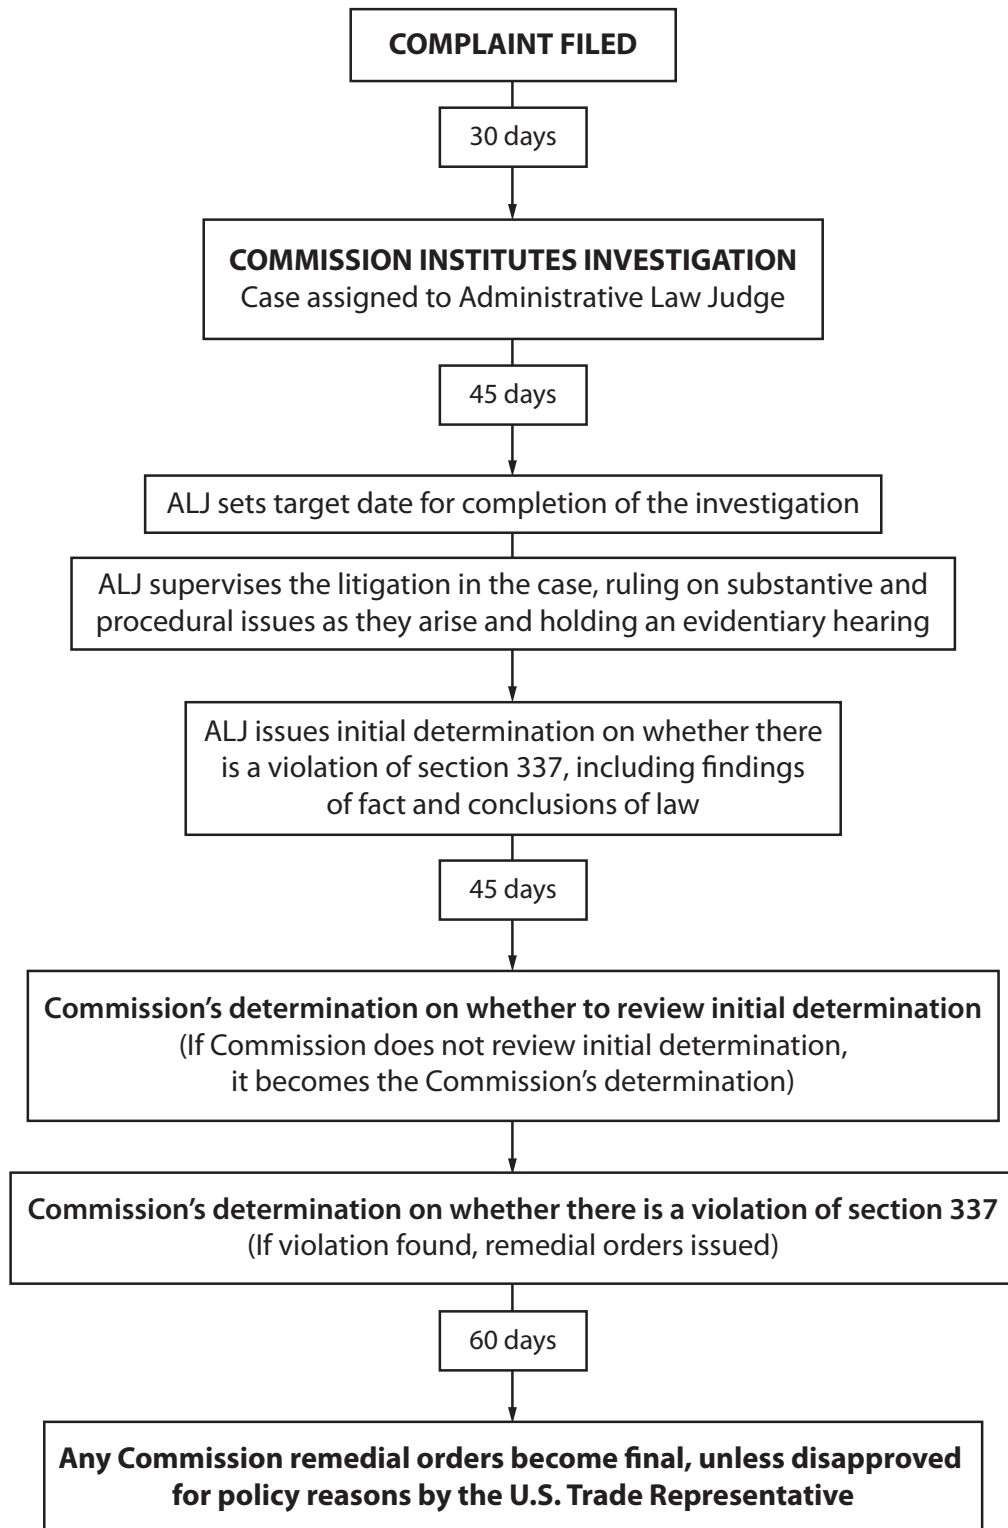 COMPLAINT FILED
30 days
COMMISSION INSTITUTES INVESTIGATION
Case assigned to Administrative Law Judge
45 days
ALJ sets target date for completion of the investigation
ALJ supervises the litigation in the case, ruling on substantive and
procedural issues as they arise and holding an evidentiary hearing
ALJ issues initial determination on whether there
is a violation of section 337, including findings
of fact and conclusions of law
45 days
Commission’s determination on whether to review initial determination
(If Commission does not review initial determination,
it becomes the Commission’s determination)
Commission’s determination on whether there is a violation of section 337
(If violation found, remedial orders issued)
60 days
Any Commission remedial orders become final, unless disapproved
for policy reasons by the U.S. Trade Representative